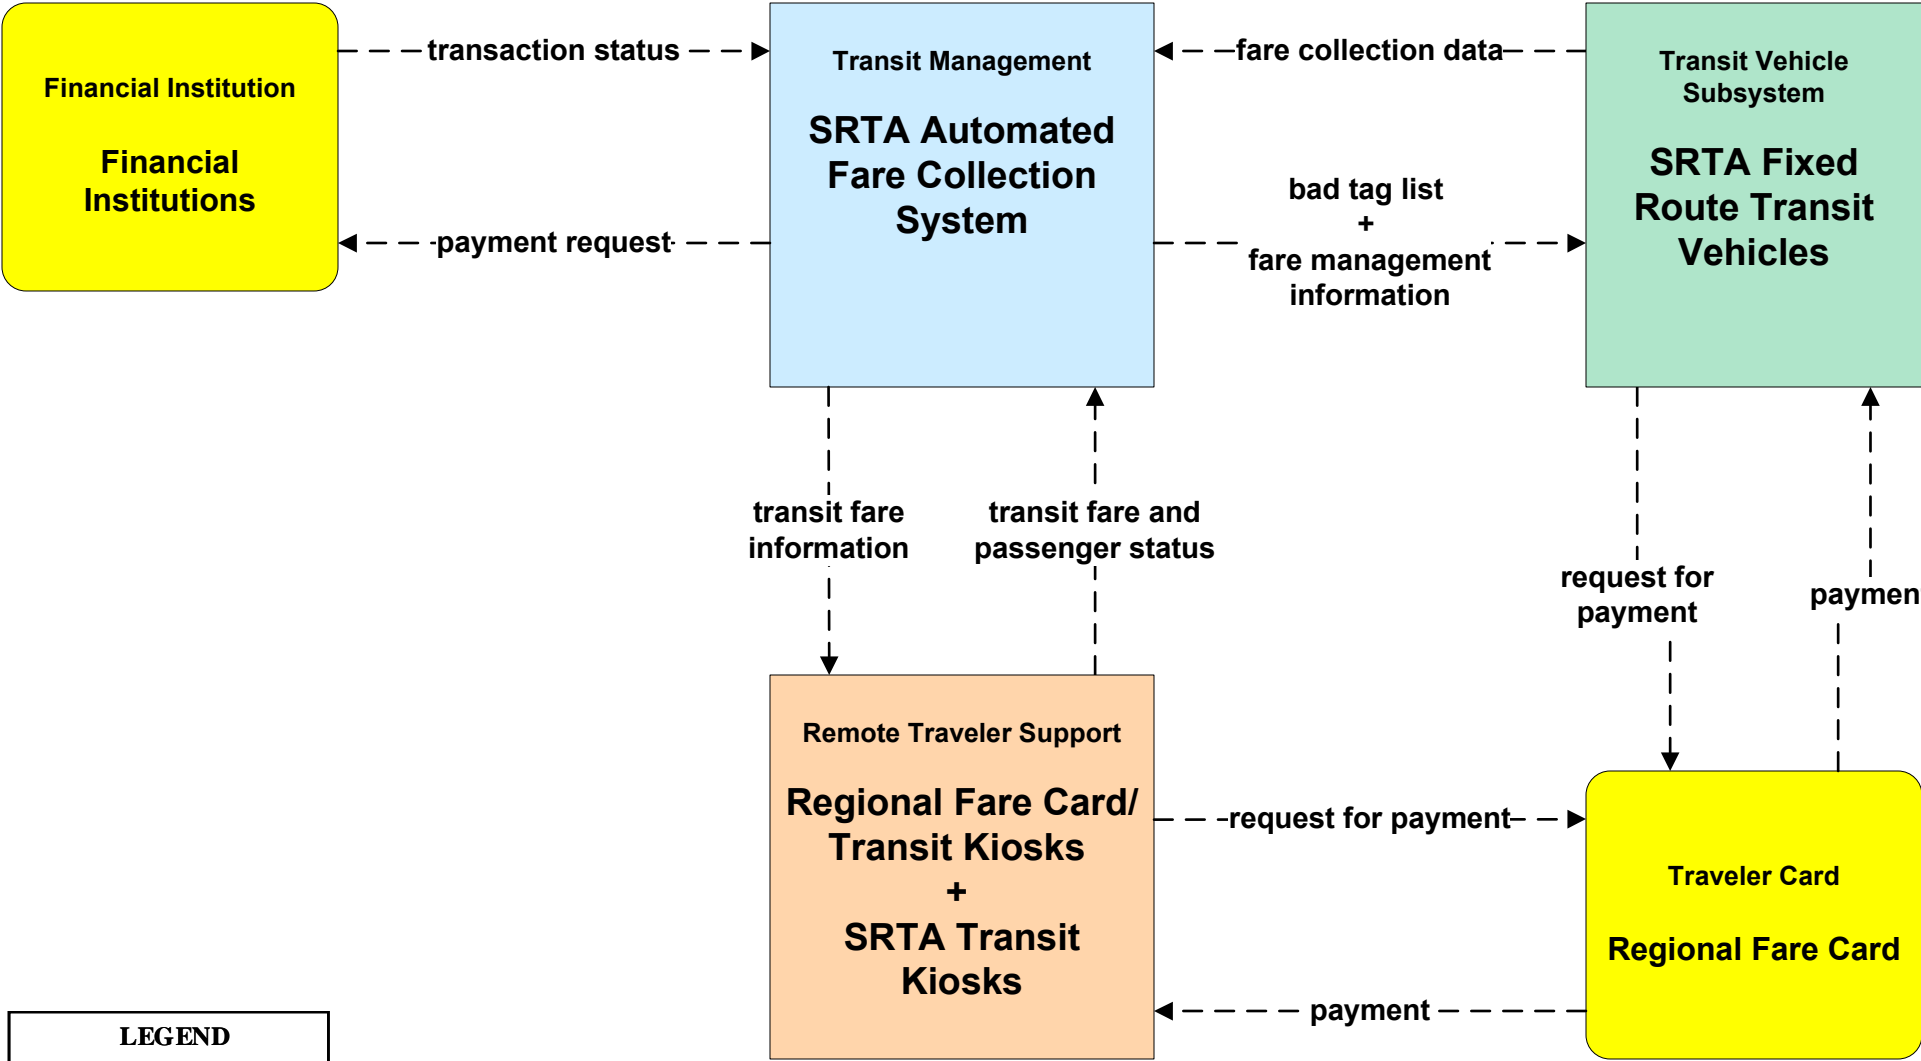 Financial Institution
Financial
Institutions
transaction status
payment request
Transit Management
SRTA Automated
Fare Collection
System
fare collection data
bad tag list
+
fare management
information
Transit Vehicle
Subsystem
SRTA Fixed
Route Transit
Vehicles
transit fare
information
transit fare and
passenger status
request for
payment
paymen
Remote Traveler Support
Regional Fare Card/
Transit Kiosks
+
SRTA Transit
Kiosks
request for payment
payment
Traveler Card
Regional Fare Card
LEGEND